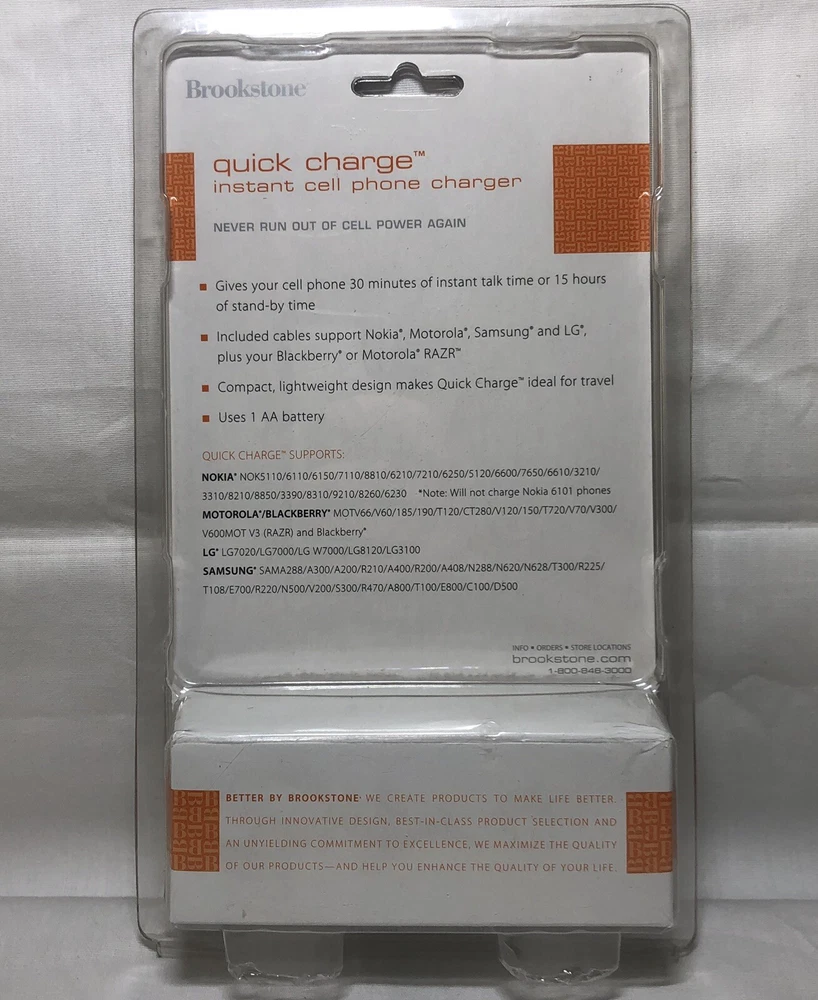 Brookstone
quick charge™
instant cell phone charger
NEVER RUN OUT OF CELL POWER AGAIN
■ Gives your cell phone 30 minutes of instant talk time or 15 hours
of stand-by time
■ Included cables support Nokia®, Motorola®, Samsung® and LG®,
plus your Blackberry® or Motorola® RAZR™
■ Compact, lightweight design makes Quick Charge™ ideal for travel
■ Uses 1 AA battery
QUICK CHARGE™ SUPPORTS:
NOKIA® NOK5110/6110/6150/7110/8810/6210/7210/6250/5120/6600/7650/6610/3210/
3310/8210/8850/3390/8310/9210/8260/6230 *Note: Will not charge Nokia 6101 phones
MOTOROLA®/BLACKBERRY® MOTV66/V60/185/190/T120/CT280/V120/150/T720/V70/V300/
V600MOT V3 (RAZR) and Blackberry®
LG® LG7020/LG7000/LG W7000/LG8120/LG3100
SAMSUNG® SAMA288/A300/A200/R210/A400/R200/A408/N288/N620/N628/T300/R225/
T108/E700/R220/N500/V200/S300/R470/A800/T100/E800/C100/D500
INFO • ORDERS • STORE LOCATIONS
brookstone.com
1-800-846-3000
BETTER BY BROOKSTONE® WE CREATE PRODUCTS TO MAKE LIFE BETTER.
THROUGH INNOVATIVE DESIGN, BEST-IN-CLASS PRODUCT SELECTION AND
AN UNYIELDING COMMITMENT TO EXCELLENCE, WE MAXIMIZE THE QUALITY
OF OUR PRODUCTS—AND HELP YOU ENHANCE THE QUALITY OF YOUR LIFE.